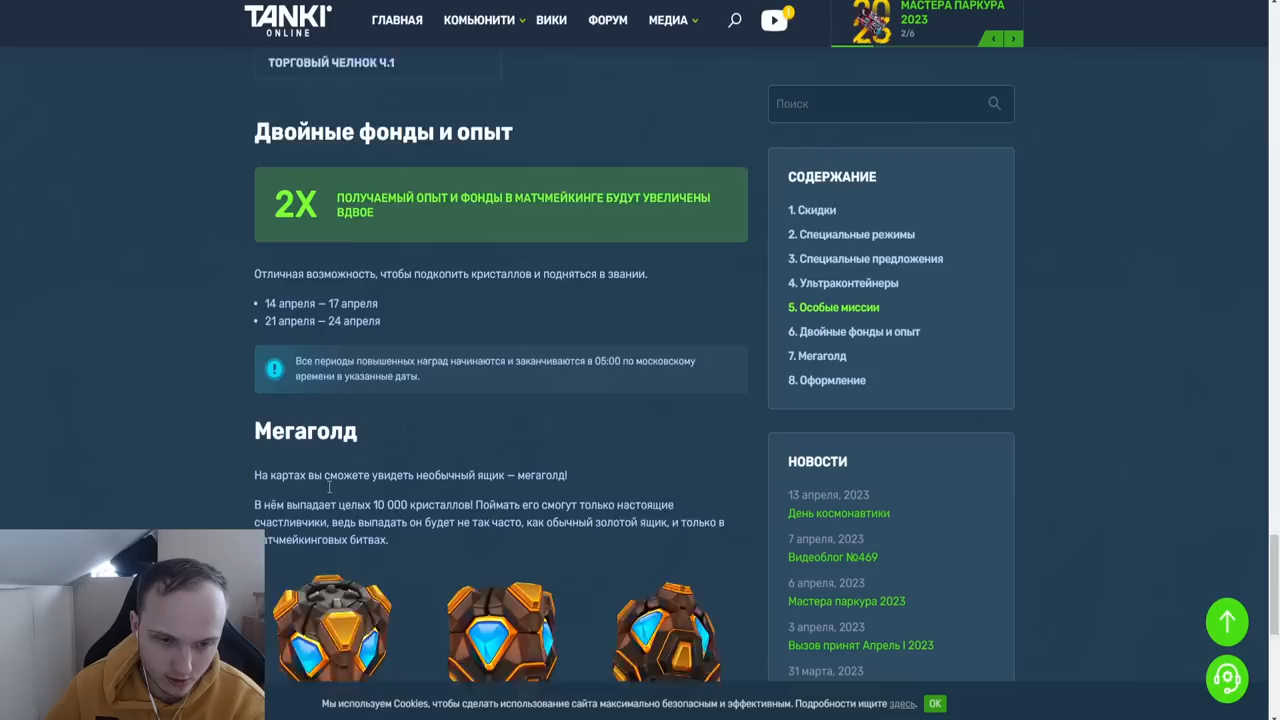 TANKI
ONLINE
ГЛАВНАЯ
КОМЬЮНИТИ
ВИКИ
ФОРУМ
МЕДИА
МАСТЕРА ПАРКУРА
2023
2/6
ТОРГОВЫЙ ЧЕЛНОК Ч.1
Двойные фонды и опыт
2X
ПОЛУЧАЕМЫЙ ОПЫТ И ФОНДЫ В МАТЧМЕЙКИНГЕ БУДУТ УВЕЛИЧЕНЫ
ВДВОЕ
Отличная возможность, чтобы подкопить кристаллов и подняться в звании.
• 14 апреля — 17 апреля
• 21 апреля — 24 апреля
Все периоды повышенных наград начинаются и заканчиваются в 05:00 по московскому
времени в указанные даты.
Мегаголд
На картах вы сможете увидеть необычный ящик — мегаголд!
В нём выпадает целых 10 000 кристаллов! Поймать его смогут только настоящие
счастливчики, ведь выпадать он будет не так часто, как обычный золотой ящик, и только в
атчмейкинговых битвах.
Поиск
СОДЕРЖАНИЕ
1. Скидки
2. Специальные режимы
3. Специальные предложения
4. Ультраконтейнеры
5. Особые миссии
6. Двойные фонды и опыт
7. Мегаголд
8. Оформление
НОВОСТИ
13 апреля, 2023
День космонавтики
7 апреля, 2023
Видеоблог №469
6 апреля, 2023
Мастера паркура 2023
3 апреля, 2023
Вызов принят Апрель I 2023
31 марта, 2023
Мы используем Cookies, чтобы сделать использование сайта максимально безопасным и эффективным. Подробности ищите здесь.
OK